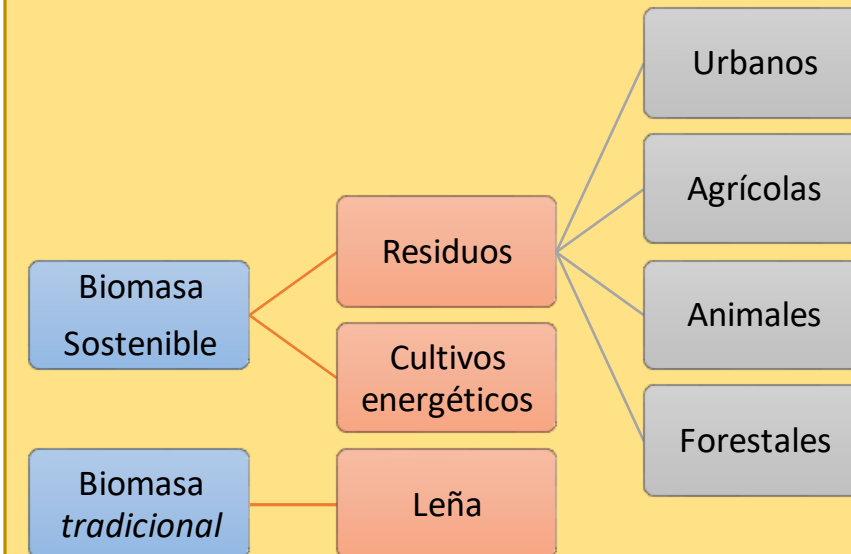 Urbanos
Agrícolas
Residuos
Biomasa
Sostenible
Animales
Cultivos
energéticos
Forestales
Biomasa
tradicional
Leña